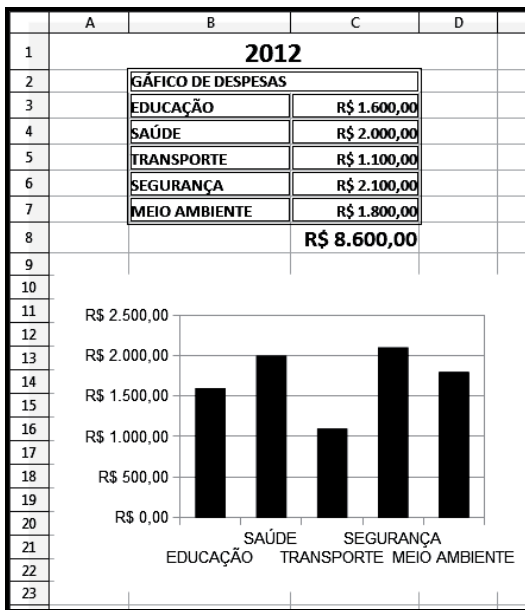 A B C D
1 2012
2 GÁFICO DE DESPESAS
3 EDUCAÇÃO R$ 1.600,00
4 SAÚDE R$ 2.000,00
5 TRANSPORTE R$ 1.100,00
6 SEGURANÇA R$ 2.100,00
7 MEIO AMBIENTE R$ 1.800,00
8 R$ 8.600,00
9
10
11 R$ 2.500,00
12
13 R$ 2.000,00
14
15 R$ 1.500,00
16
17 R$ 1.000,00
18 R$ 500,00
19
20 R$ 0,00
21 SAÚDE SEGURANÇA
22 EDUCAÇÃO TRANSPORTE MEIO AMBIENTE
23